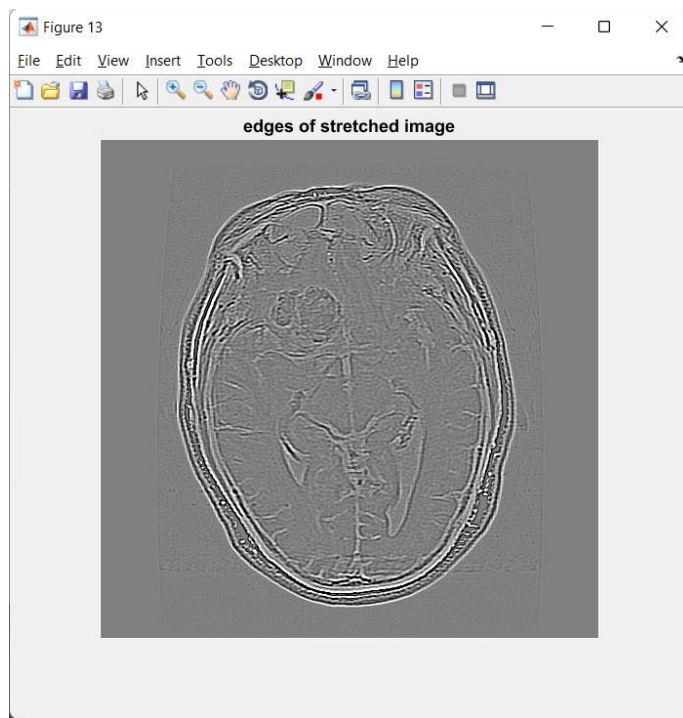 Figure 13
File Edit View Insert Tools Desktop Window Help
edges of stretched image